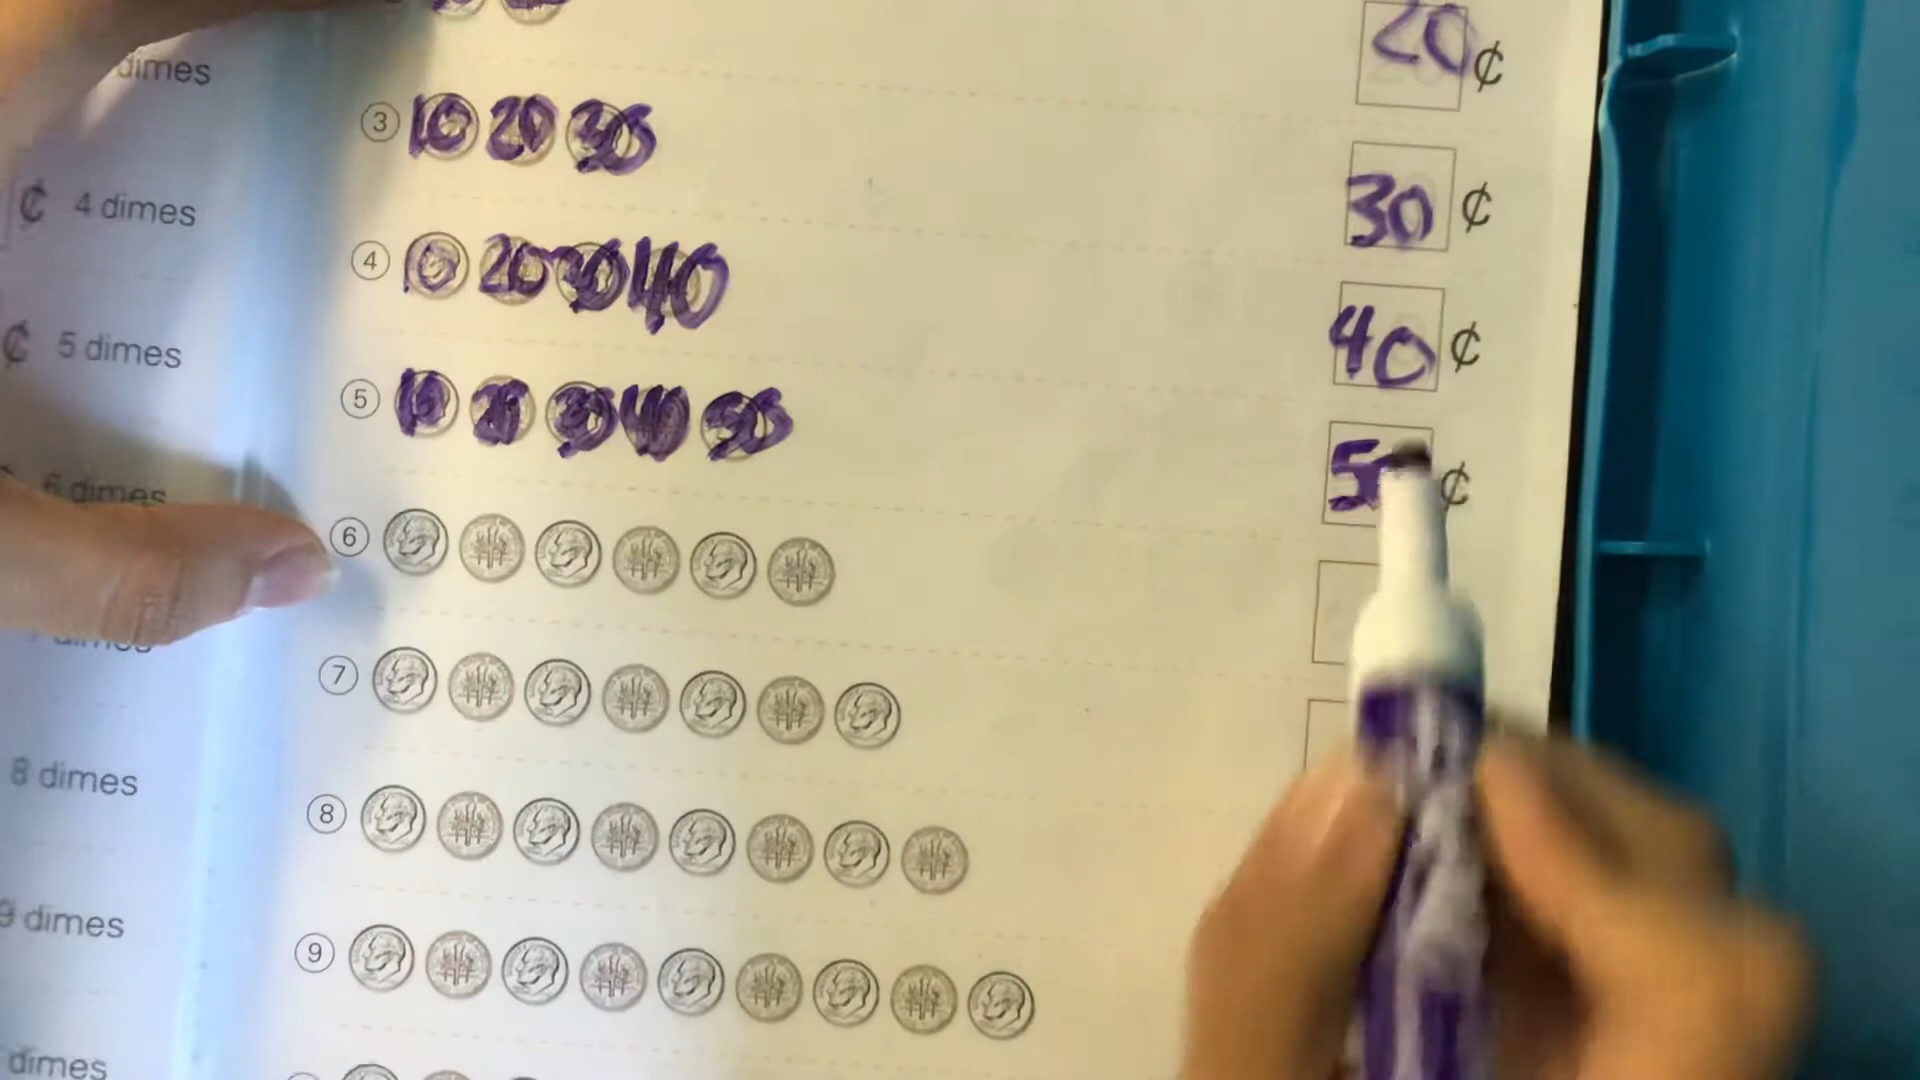 dimes
20 ¢
3 10 20 30
30 ¢
¢ 4 dimes
4 10 20 30 40
40 ¢
¢ 5 dimes
5 10 20 30 40 50
5 ¢
6 dimes
6
7
8 dimes
8
9 dimes
9
dimes